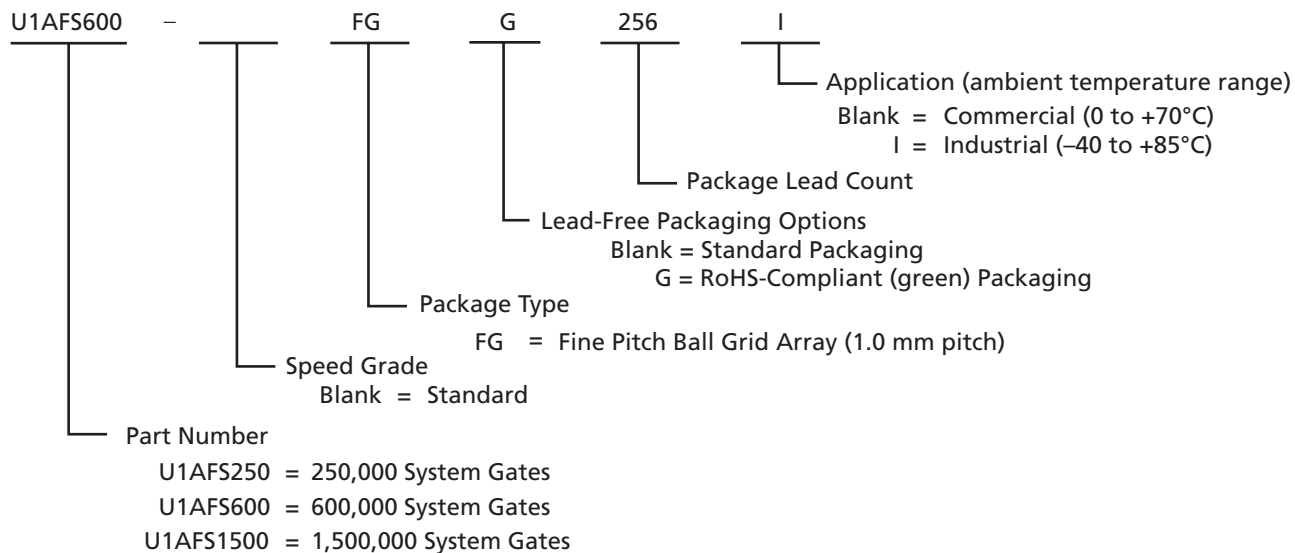 U1AFS600 – FG G 256 I
Application (ambient temperature range)
Blank = Commercial (0 to +70°C)
I = Industrial (–40 to +85°C)
Package Lead Count
Lead-Free Packaging Options
Blank = Standard Packaging
G = RoHS-Compliant (green) Packaging
Package Type
FG = Fine Pitch Ball Grid Array (1.0 mm pitch)
Speed Grade
Blank = Standard
Part Number
U1AFS250 = 250,000 System Gates
U1AFS600 = 600,000 System Gates
U1AFS1500 = 1,500,000 System Gates